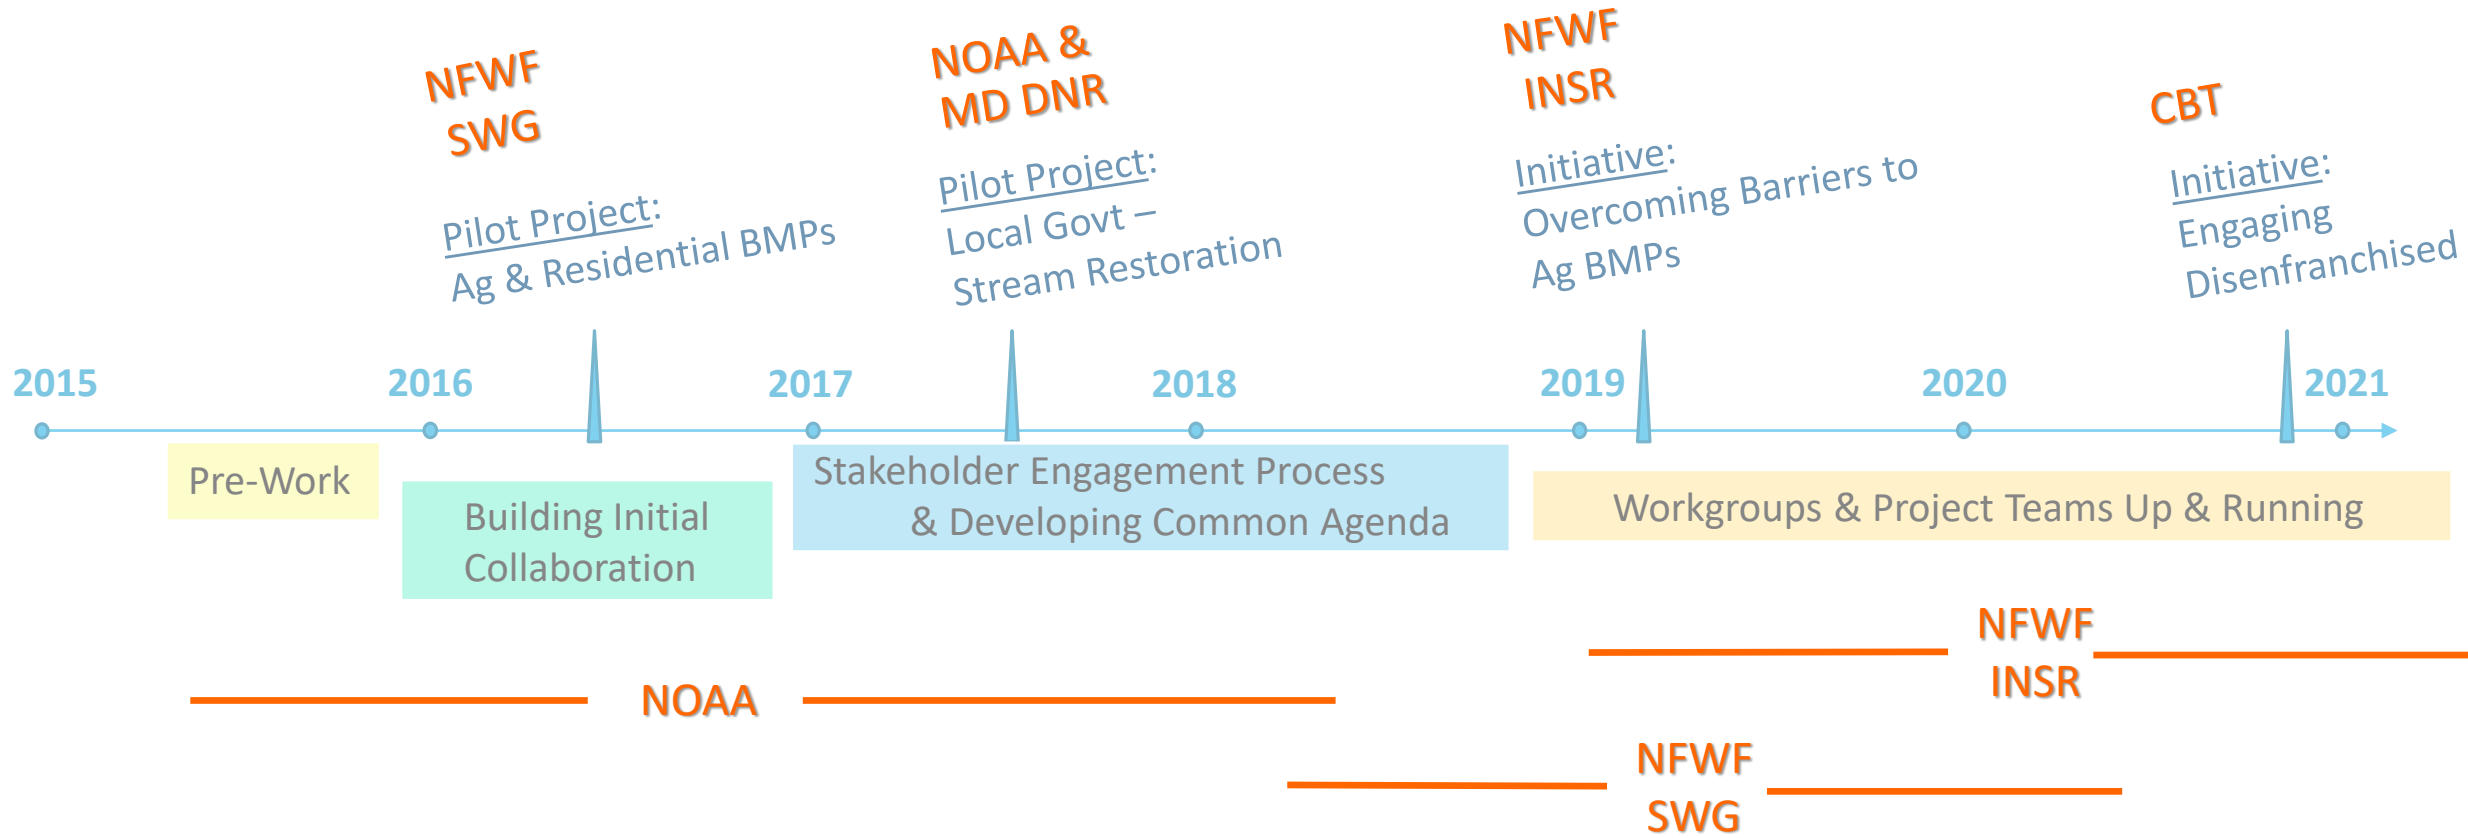 NFWF
SWG
Pilot Project:
Ag & Residential BMPs
NOAA &
MD DNR
Pilot Project:
Local Govt –
Stream Restoration
NFWF
INSR
Initiative:
Overcoming Barriers to
Ag BMPs
CBT
Initiative:
Engaging
Disenfranchised
2015
2016
2017
2018
2019
2020
2021
Pre-Work
Building Initial
Collaboration
Stakeholder Engagement Process
& Developing Common Agenda
Workgroups & Project Teams Up & Running
NFWF
INSR
NOAA
NFWF
SWG